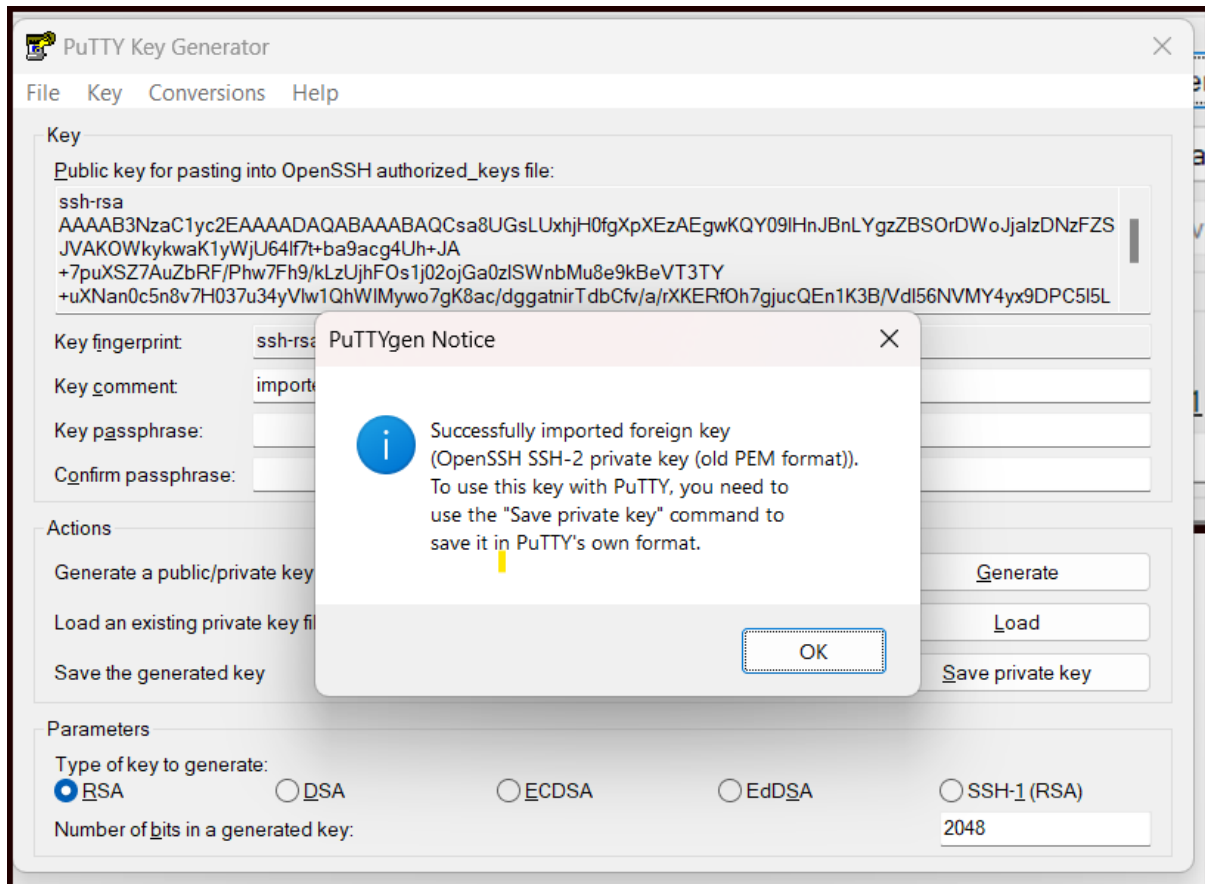 PuTTY Key Generator
File Key Conversions Help
Key
Public key for pasting into OpenSSH authorized_keys file:
ssh-rsa
AAAAB3NzaC1yc2EAAAADAQABAAABAQCsa8UGsLUxhjH0fgXpXEzAEgwKQY09lHnJBnLYgzZBSOrDWoJjalzDNzFZS
JVAKOWkykwaK1yWjU64lf7t+ba9acg4Uh+JA
+7puXSZ7AuZbRF/Phw7Fh9/kLzUjhFOs1j02ojGa0zlSWnbMu8e9kBeVT3TY
+uXNan0c5n8v7H037u34yVlw1QhWIMywo7gK8ac/dggatnirTdbCfv/a/rXKERfOh7gjucQEn1K3B/Vdl56NVMY4yx9DPC5l5L
Key fingerprint: ssh-rsa
Key comment: importe
Key passphrase:
Confirm passphrase:
PuTTYgen Notice
Successfully imported foreign key
(OpenSSH SSH-2 private key (old PEM format)).
To use this key with PuTTY, you need to
use the "Save private key" command to
save it in PuTTY's own format.
OK
Actions
Generate a public/private key Generate
Load an existing private key fil Load
Save the generated key Save private key
Parameters
Type of key to generate:
RSA DSA ECDSA EdDSA SSH-1 (RSA)
Number of bits in a generated key: 2048